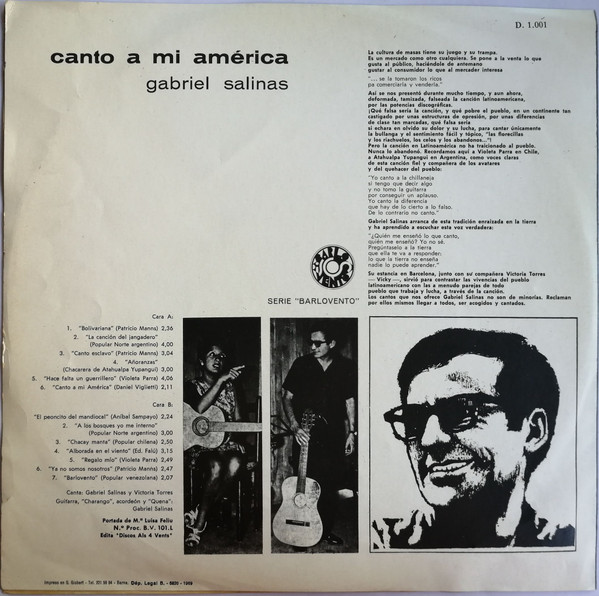 D. 1.001
canto a mi américa
gabriel salinas
La cultura de masas tiene su juego y su trampa.
Es un mercado como otro cualquiera. Se pone a la venta lo que
gusta al público, haciéndole de antemano
gustar al consumidor lo que al mercader interesa
"... se la tomaron los ricos
pa comerciarla y venderla."
Así se nos presentó durante mucho tiempo, y aun ahora,
deformada, tamizada, falseada la canción latinoamericana,
por las potencias discográficas.
¡Qué falsa sería la canción, y qué pobre el pueblo, en un continente tan
castigado por unas estructuras de opresión, por unas diferencias
de clase tan marcadas, qué falsa sería
si echara en olvido su dolor y su lucha, para cantar únicamente
la bullanga y el sentimiento fácil y tópico, "las florecillas
y los riachuelos, los celos y los abandonos..."!
Pero la canción en Latinoamérica no ha traicionado al pueblo.
Nunca lo abandonó. Recordamos aquí a Violeta Parra en Chile,
a Atahualpa Yupangui en Argentina, como voces claras
de esta canción fiel y compañera de los avatares
y del quehacer del pueblo:
"Yo canto a la chillaneja
si tengo que decir algo
y no tomo la guitarra
por conseguir un aplauso.
Yo canto la diferencia
que hay de lo cierto a lo falso.
De lo contrario no canto."
Gabriel Salinas arranca de esta tradición enraizada en la tierra
y ha aprendido a escuchar esta voz verdadera:
"¿Quién me enseñó lo que canto,
quién me enseñó? Yo no sé.
Pregúntaselo a la tierra
que ella te va a responder:
lo que la tierra no enseña
nadie lo puede aprender."
Su estancia en Barcelona, junto con su compañera Victoria Torres
— Vicky —, sirvió para contrastar las vivencias del pueblo
latinoamericano con las a menudo parejas de todo
pueblo que trabaja y lucha, a través de la canción.
Los cantos que nos ofrece Gabriel Salinas no son de minorías. Reclaman
por ellos mismos llegar a todos, ser acogidos y cantados.
BARLO
VENTO
SERIE "BARLOVENTO"
Cara A:
1. "Bolivariana" (Patricio Manns) 2,36
2. "La canción del jangadero"
(Popular Norte argentino) 4,00
3. "Canto esclavo" (Patricio Manns) 3,04
4. "Añoranzas"
(Chacarera de Atahualpa Yupangui) 3,00
5. "Hace falta un guerrillero" (Violeta Parra) 4,06
6. "Canto a mi América" (Daniel Viglietti) 2,11
Cara B:
"El peoncito del mandiocal" (Aníbal Sampayo) 2,24
2. "A los bosques yo me interno"
(Popular Norte argentino) 3,00
3. "Chacay manta" (Popular chilena) 2,50
4. "Alborada en el viento" (Ed. Falú) 3,15
5. "Regalo mío" (Violeta Parra) 2,49
6. "Ya no somos nosotros" (Patricio Manns) 2,47
7. "Barlovento" (Popular venezolana) 2,00
Canta: Gabriel Salinas y Victoria Torres
Guitarra, "Charango", acordeón y "Quena":
Gabriel Salinas
Portada de M.ª Luisa Feliu
N.º Proc. B.V. 101.L
Edita "Discos Als 4 Vents"
Dép. Legal B.